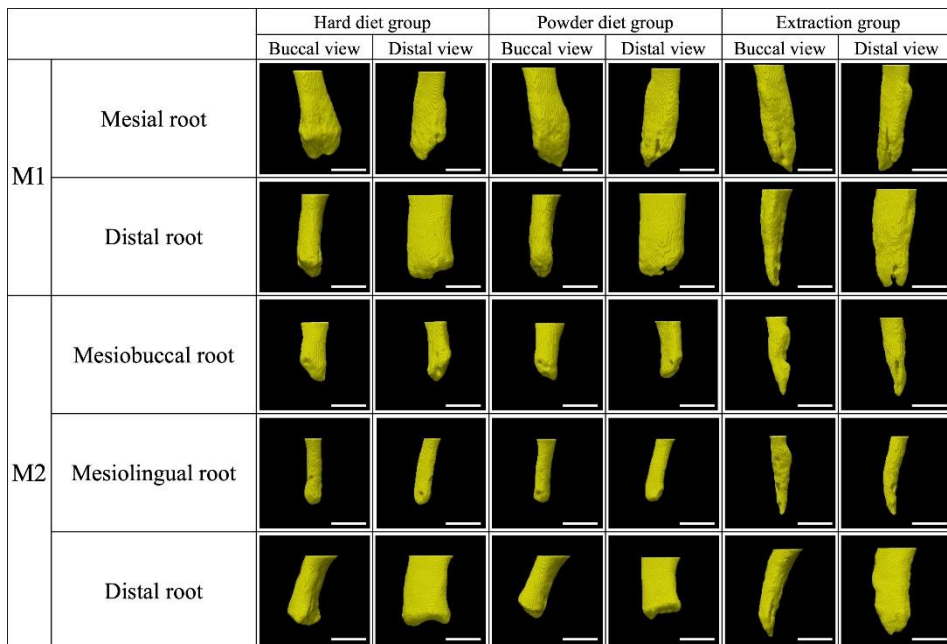 Hard diet group Powder diet group Extraction group
Buccal view Distal view Buccal view Distal view Buccal view Distal view
M1
Mesial root
Distal root
M2
Mesiobuccal root
Mesiolingual root
Distal root